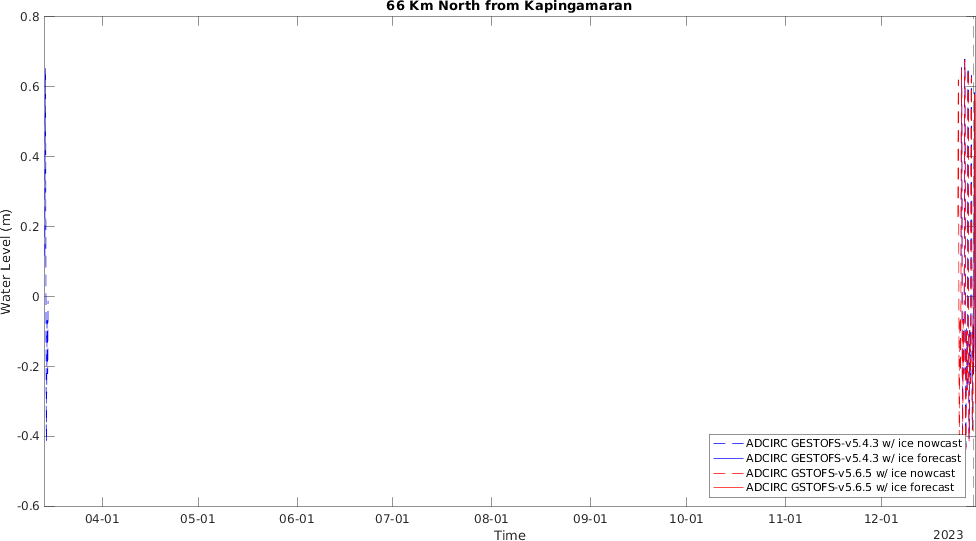 66 Km North from Kapingamaran
Water Level (m)
0.8
0.6
0.4
0.2
0
-0.2
-0.4
-0.6
04-01 05-01 06-01 07-01 08-01 09-01 10-01 11-01 12-01
Time
2023
ADCIRC GESTOFS-v5.4.3 w/ ice nowcast
ADCIRC GESTOFS-v5.4.3 w/ ice forecast
ADCIRC GSTOFS-v5.6.5 w/ ice nowcast
ADCIRC GSTOFS-v5.6.5 w/ ice forecast